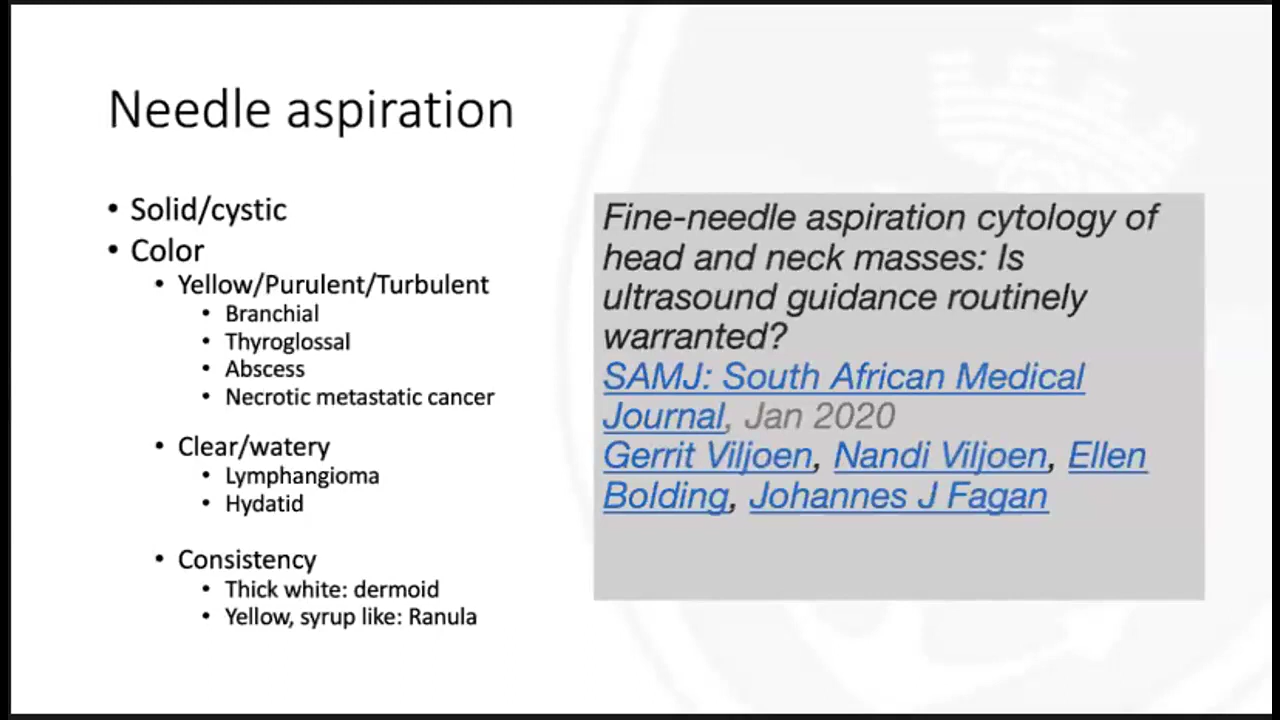 Needle aspiration
• Solid/cystic
• Color
• Yellow/Purulent/Turbulent
• Branchial
• Thyroglossal
• Abscess
• Necrotic metastatic cancer
• Clear/watery
• Lymphangioma
• Hydatid
• Consistency
• Thick white: dermoid
• Yellow, syrup like: Ranula
Fine-needle aspiration cytology of
head and neck masses: Is
ultrasound guidance routinely
warranted?
SAMJ: South African Medical
Journal, Jan 2020
Gerrit Viljoen, Nandi Viljoen, Ellen
Bolding, Johannes J Fagan